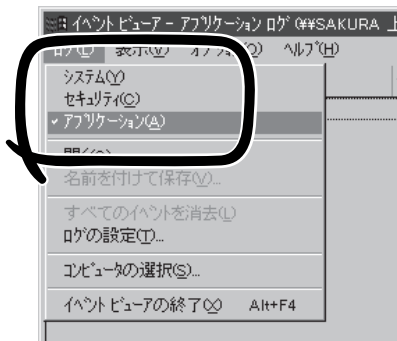 イベント ビューア - アプリケーション ログ (¥¥SAKURA 上
ログ(L) 表示(V) オプション(O) ヘルプ(H)
システム(Y)
セキュリティ(C)
アプリケーション(A)
開く(O)...
名前を付けて保存(V)...
すべてのイベントを消去(L)
ログの設定(T)...
コンピュータの選択(S)...
イベント ビューアの終了(X) Alt+F4